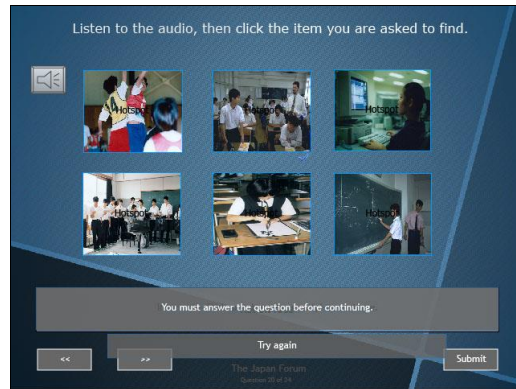 Listen to the audio, then click the item you are asked to find.
Hotspot
Hotspot
Hotspot
Hotspot
Hotspot
Hotspot
You must answer the question before continuing.
Try again
<<
>>
Submit
The Japan Forum